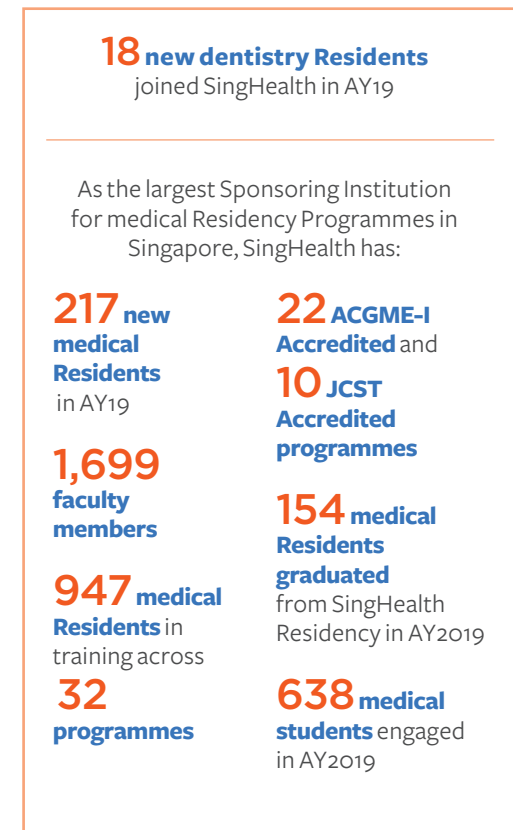 18 new dentistry Residents
joined SingHealth in AY19
As the largest Sponsoring Institution
for medical Residency Programmes in
Singapore, SingHealth has:
217 new
medical
Residents
in AY19
1,699
faculty
members
947 medical
Residents in
training across
32
programmes
22 ACGME-I
Accredited and
10 JCST
Accredited
programmes
154 medical
Residents
graduated
from SingHealth
Residency in AY2019
638 medical
students engaged
in AY2019